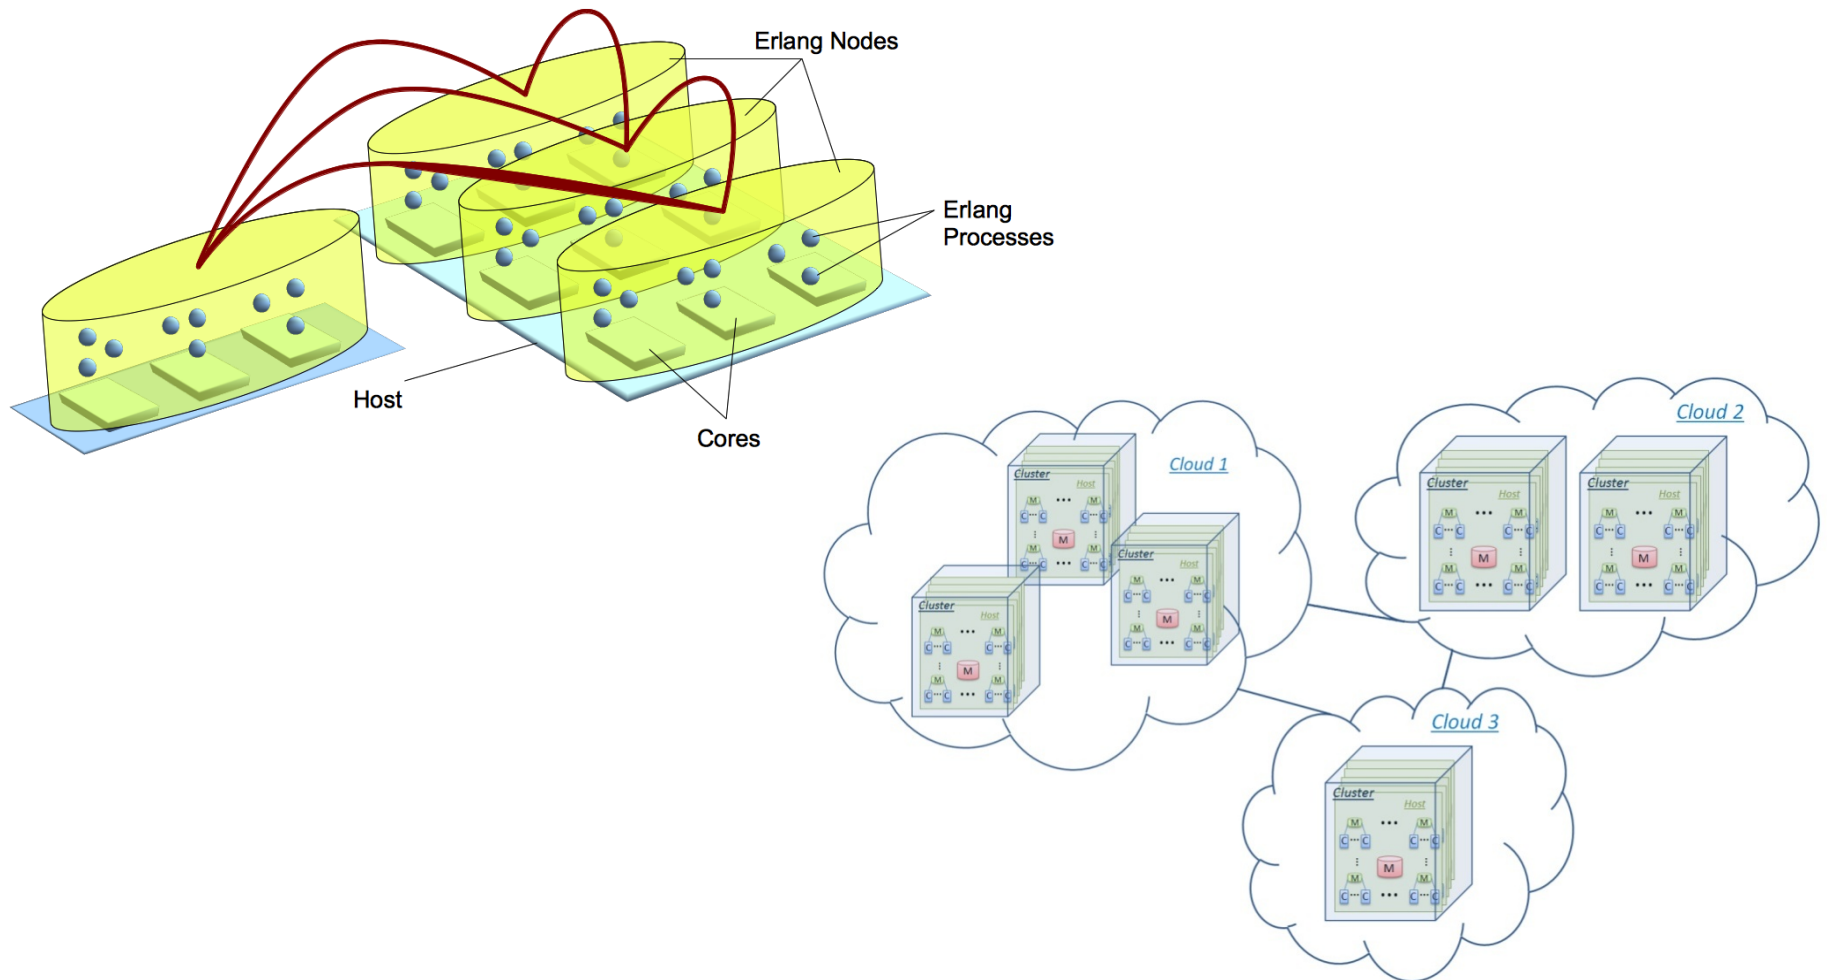 Erlang Nodes
Erlang
Processes
Host
Cores
Cloud 1
Cluster
Host
M ••• M
C ••• C C ••• C
M
M M
C ••• C ••• C C
Cluster
Host
M ••• M
C ••• C C ••• C
M
M M
C ••• C ••• C ••• C
Cluster
Host
M ••• M
C ••• C C ••• C
M
M M
C ••• C ••• C ••• C
Cloud 2
Cluster
Host
M ••• M
C ••• C C ••• C
M
M M
C ••• C ••• C ••• C
Cluster
Host
M ••• M
C ••• C C ••• C
M
M M
C ••• C ••• C ••• C
Cloud 3
Cluster
Host
M ••• M
C ••• C C ••• C
M
M M
C ••• C ••• C ••• C